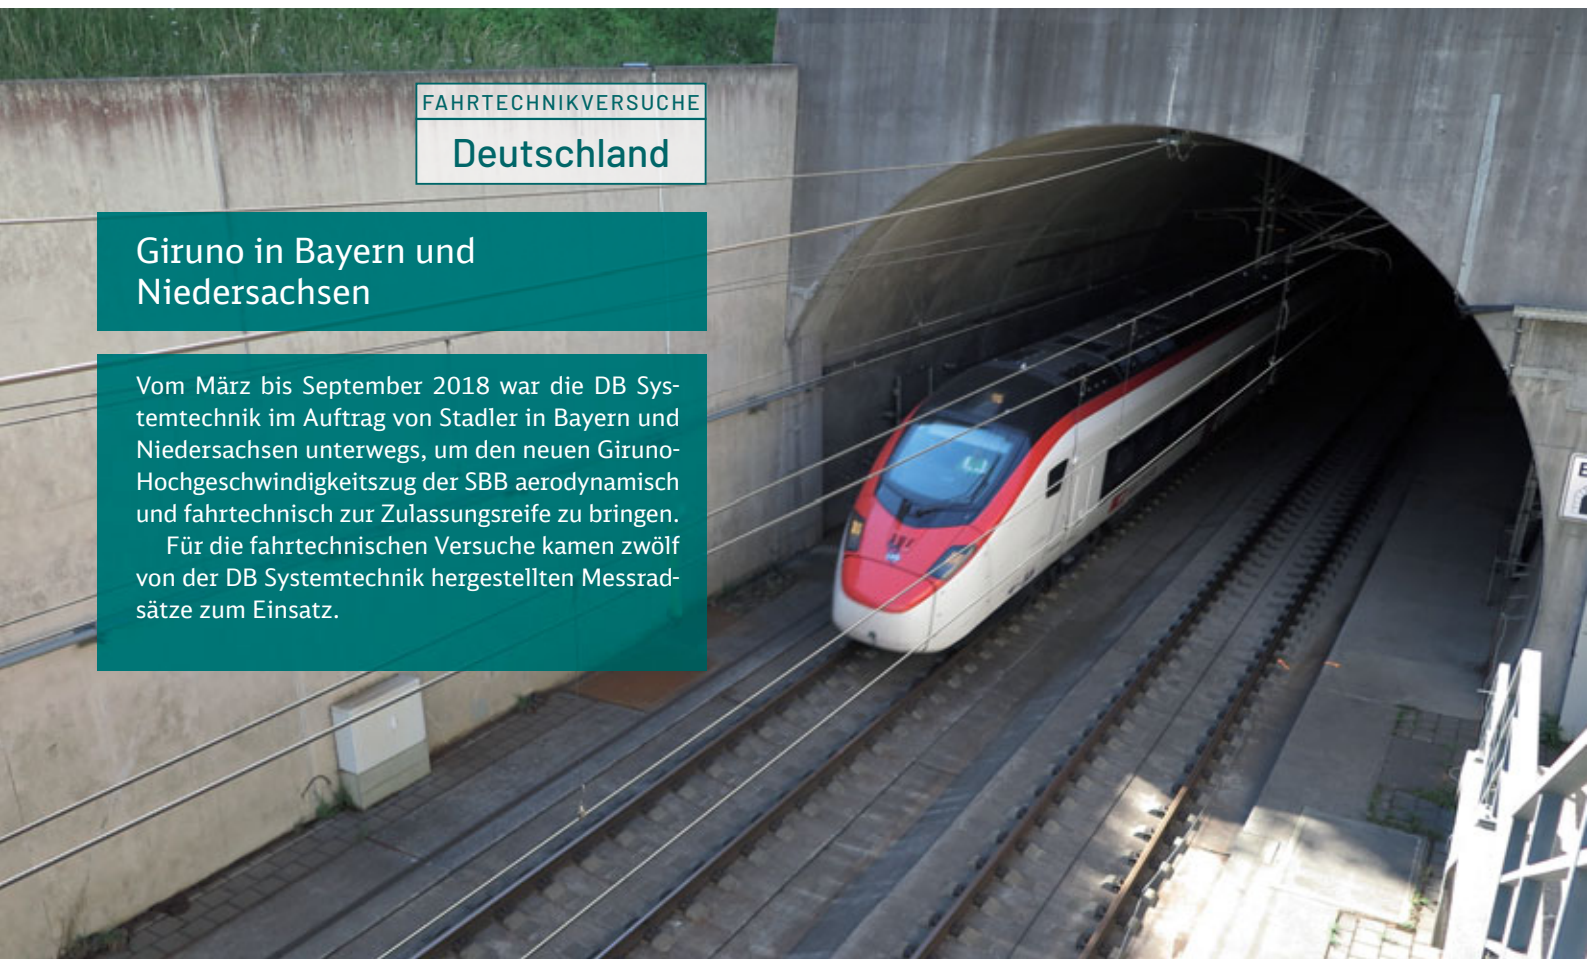 FAHRTECHNIKVERSUCHE
Deutschland
Giruno in Bayern und
Niedersachsen
Vom März bis September 2018 war die DB Sys-
temtechnik im Auftrag von Stadler in Bayern und
Niedersachsen unterwegs, um den neuen Giruno-
Hochgeschwindigkeitszug der SBB aerodynamisch
und fahrtechnisch zur Zulassungsreife zu bringen.
Für die fahrtechnischen Versuche kamen zwölf
von der DB Systemtechnik hergestellten Messrad-
sätze zum Einsatz.